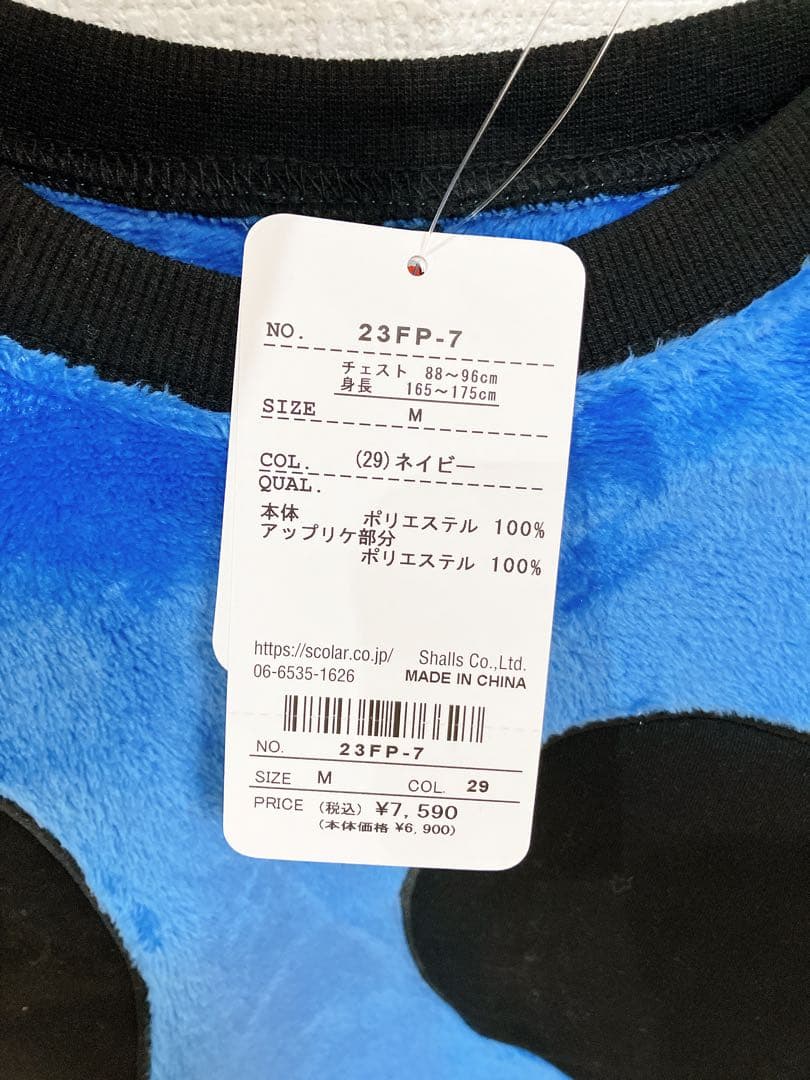 NO. 23FP-7
チェスト 88〜96cm
身長 165〜175cm
SIZE M
COL. (29)ネイビー
QUAL.
本体 ポリエステル 100%
アップリケ部分
ポリエステル 100%
https://scolar.co.jp/ Shalls Co.,Ltd.
06-6535-1626 MADE IN CHINA
NO. 23FP-7
SIZE M COL. 29
PRICE (税込) ¥7,590
(本体価格 ¥6,900)